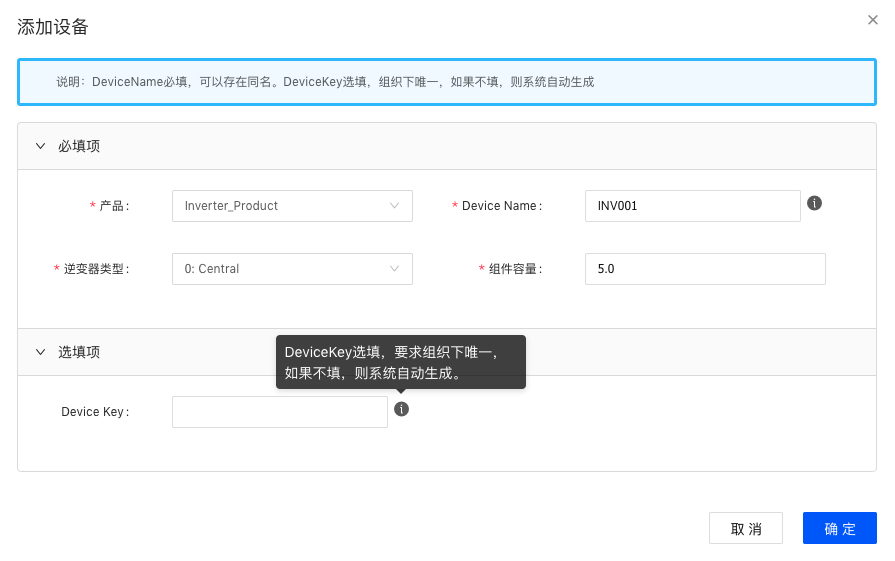 添加设备
说明：DeviceName必填，可以存在同名。DeviceKey选填，组织下唯一，如果不填，则系统自动生成
必填项
* 产品：
Inverter_Product
* Device Name：
INV001
* 逆变器类型：
0: Central
* 组件容量：
5.0
选填项
DeviceKey选填，要求组织下唯一，
如果不填，则系统自动生成。
Device Key：
取 消
确 定